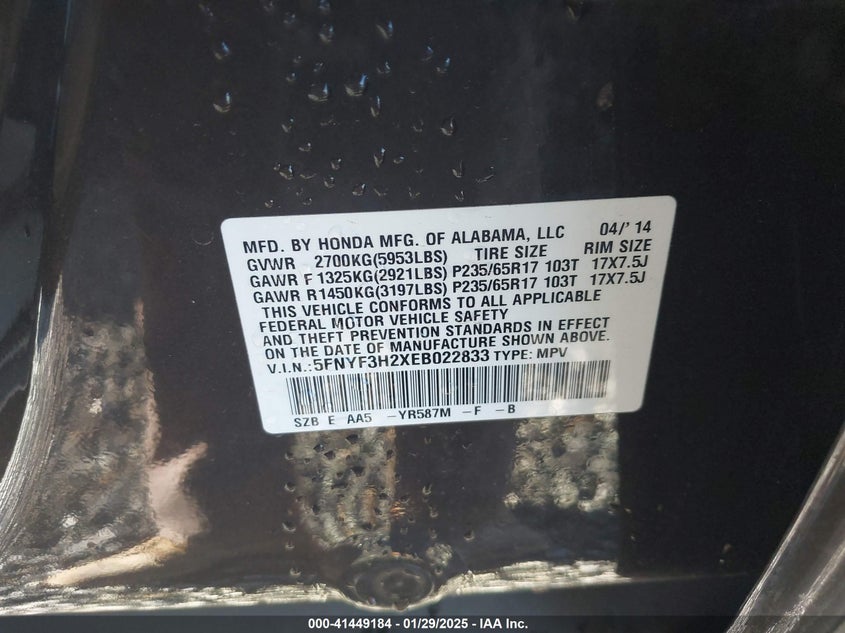 MFD. BY HONDA MFG. OF ALABAMA, LLC 04/' 14
GVWR 2700KG(5953LBS) TIRE SIZE RIM SIZE
GAWR F 1325KG(2921LBS) P235/65R17 103T 17X7.5J
GAWR R1450KG(3197LBS) P235/65R17 103T 17X7.5J
THIS VEHICLE CONFORMS TO ALL APPLICABLE
FEDERAL MOTOR VEHICLE SAFETY
AND THEFT PREVENTION STANDARDS IN EFFECT
ON THE DATE OF MANUFACTURE SHOWN ABOVE.
V.I.N.:5FNYF3H2XEB022833 TYPE: MPV
SZB E AA5 -YR587M -F -B
000-41449184 - 01/29/2025 - IAA Inc.